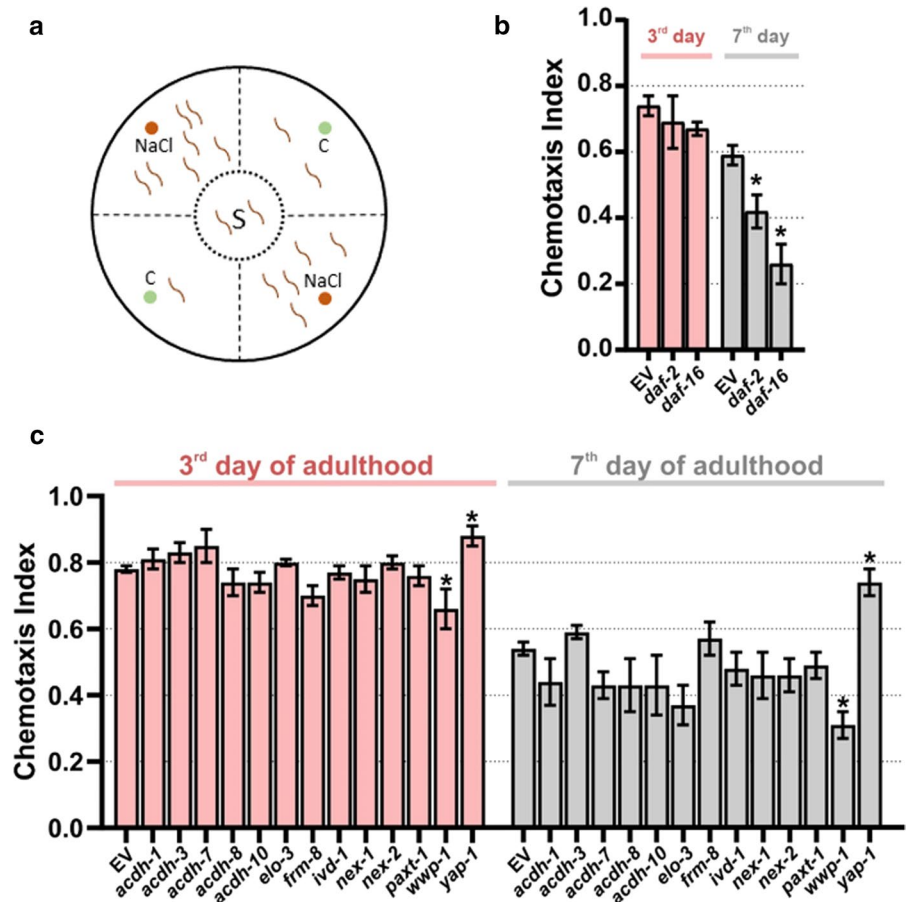 a
NaCl
C
S
C
NaCl
b
3rd day 7th day
Chemotaxis Index
1.0
0.8
0.6
0.4
0.2
0.0
* *
EV daf-2 daf-16 EV daf-2 daf-16
c
3rd day of adulthood 7th day of adulthood
Chemotaxis Index
1.0
0.8
0.6
0.4
0.2
0.0
* * * *
EV acdh-1 acdh-3 acdh-7 acdh-8 acdh-10 elo-3 frm-8 ivd-1 nex-1 nex-2 paxt-1 wwp-1 yap-1
EV acdh-1 acdh-3 acdh-7 acdh-8 acdh-10 elo-3 frm-8 ivd-1 nex-1 nex-2 paxt-1 wwp-1 yap-1